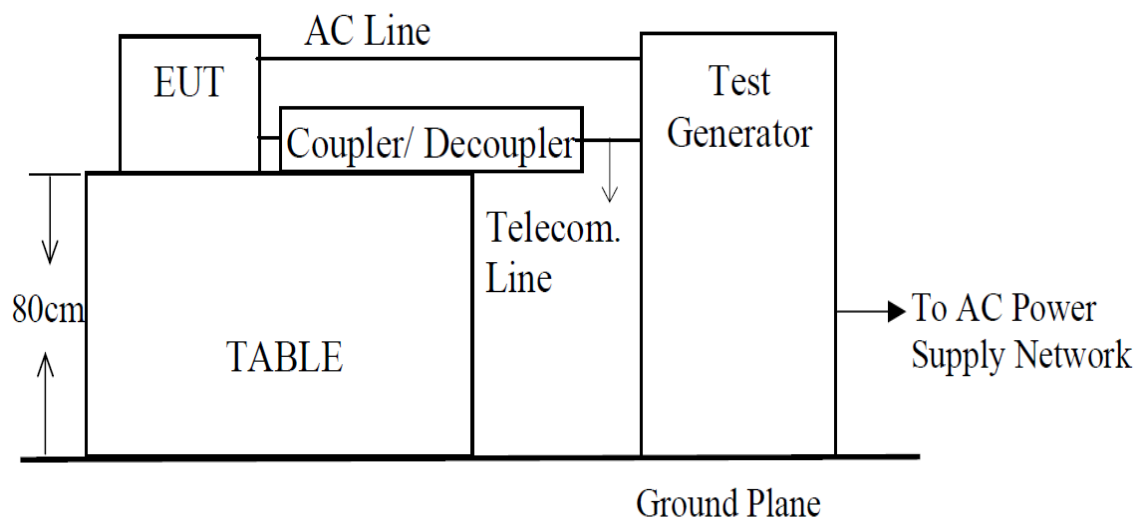 AC Line
EUT
Test
Generator
Coupler/ Decoupler
Telecom.
Line
80cm
TABLE
To AC Power
Supply Network
Ground Plane